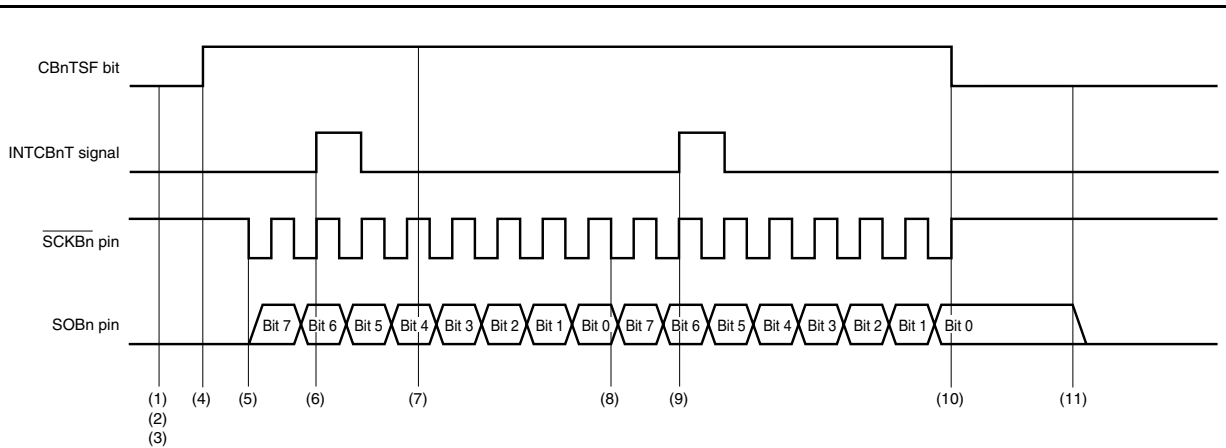 CBnTSF bit
INTCBnT signal
SCKBn pin
SOBn pin
Bit 7 Bit 6 Bit 5 Bit 4 Bit 3 Bit 2 Bit 1 Bit 0 Bit 7 Bit 6 Bit 5 Bit 4 Bit 3 Bit 2 Bit 1 Bit 0
(1) (4) (5) (6) (7) (8) (9) (10) (11)
(2)
(3)